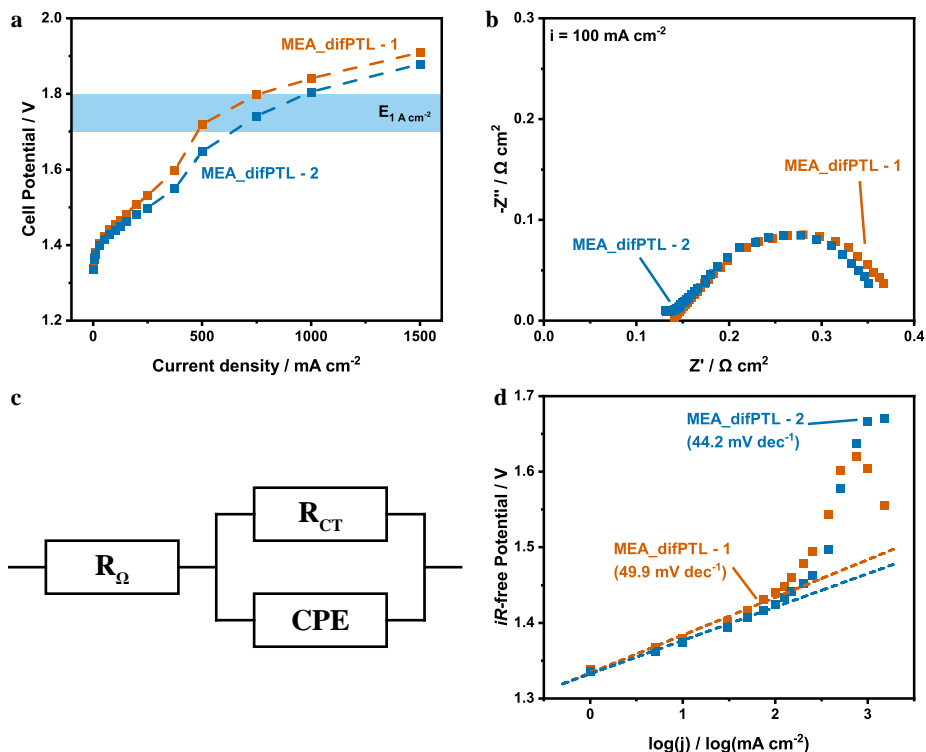 a
2.0
1.8
1.6
1.4
1.2
Cell Potential / V
MEA_difPTL - 1
E1 A cm-2
MEA_difPTL - 2
0
500
1000
1500
Current density / mA cm-2
b
i = 100 mA cm-2
0.3
0.2
0.1
0.0
-Z'' / Ω cm2
MEA_difPTL - 1
MEA_difPTL - 2
0.0
0.1
0.2
0.3
0.4
Z' / Ω cm2
c
RΩ
RCT
CPE
d
1.7
1.6
1.5
1.4
1.3
iR-free Potential / V
MEA_difPTL - 2
(44.2 mV dec-1)
MEA_difPTL - 1
(49.9 mV dec-1)
0
1
2
3
log(j) / log(mA cm-2)